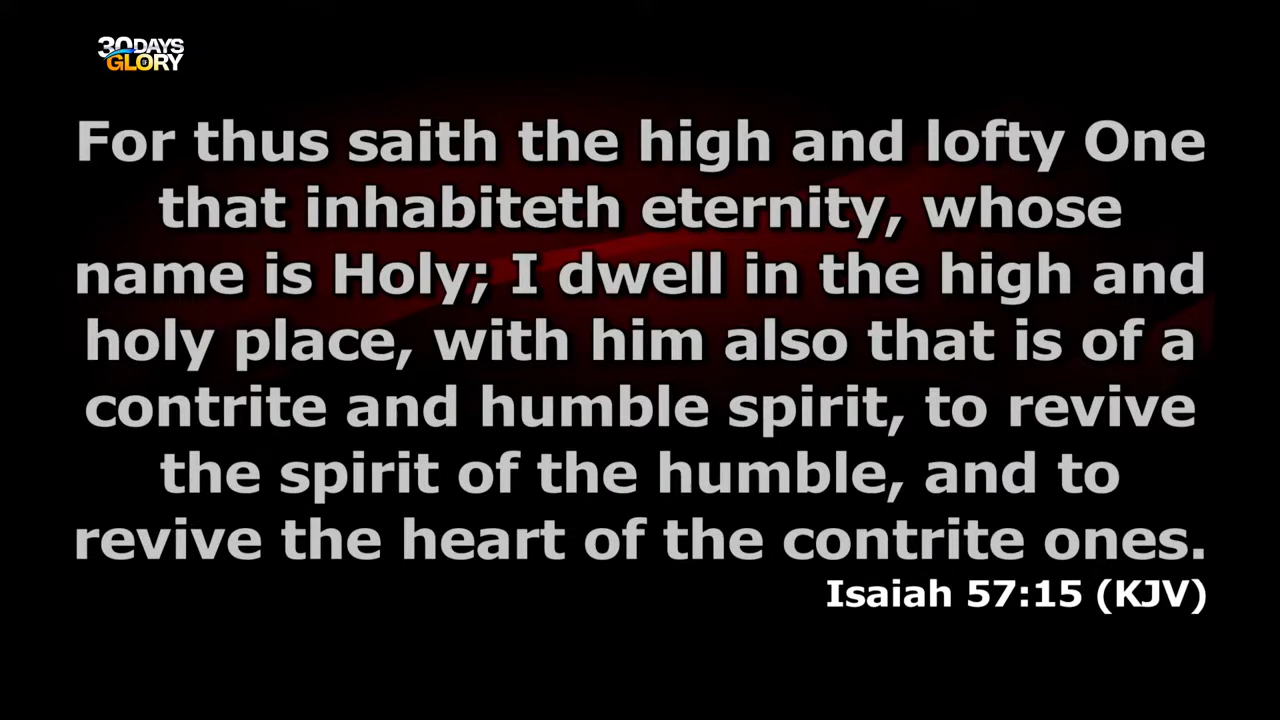 30DAYS
OF
GLORY
For thus saith the high and lofty One
that inhabiteth eternity, whose
name is Holy; I dwell in the high and
holy place, with him also that is of a
contrite and humble spirit, to revive
the spirit of the humble, and to
revive the heart of the contrite ones.
Isaiah 57:15 (KJV)